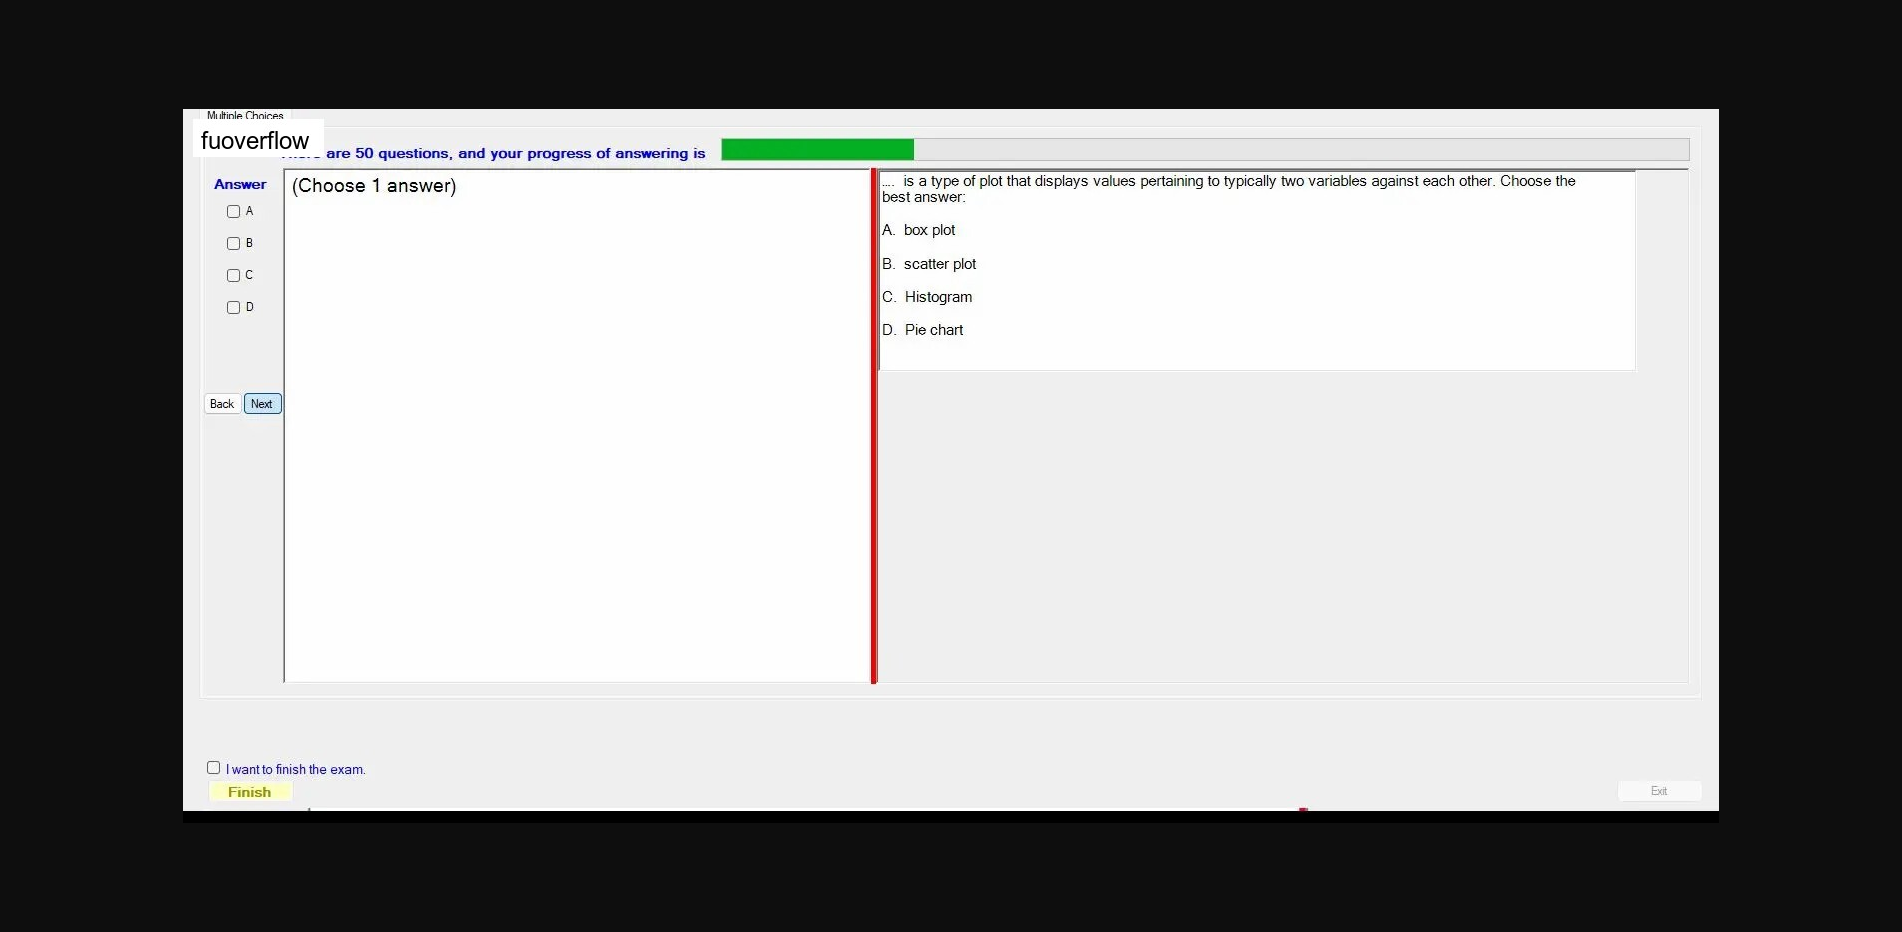 Multiple Choices
fuoverflow
are 50 questions, and your progress of answering is
Answer
(Choose 1 answer)
A
B
C
D
Back Next
.... is a type of plot that displays values pertaining to typically two variables against each other. Choose the
best answer:
A. box plot
B. scatter plot
C. Histogram
D. Pie chart
I want to finish the exam.
Finish
Exit